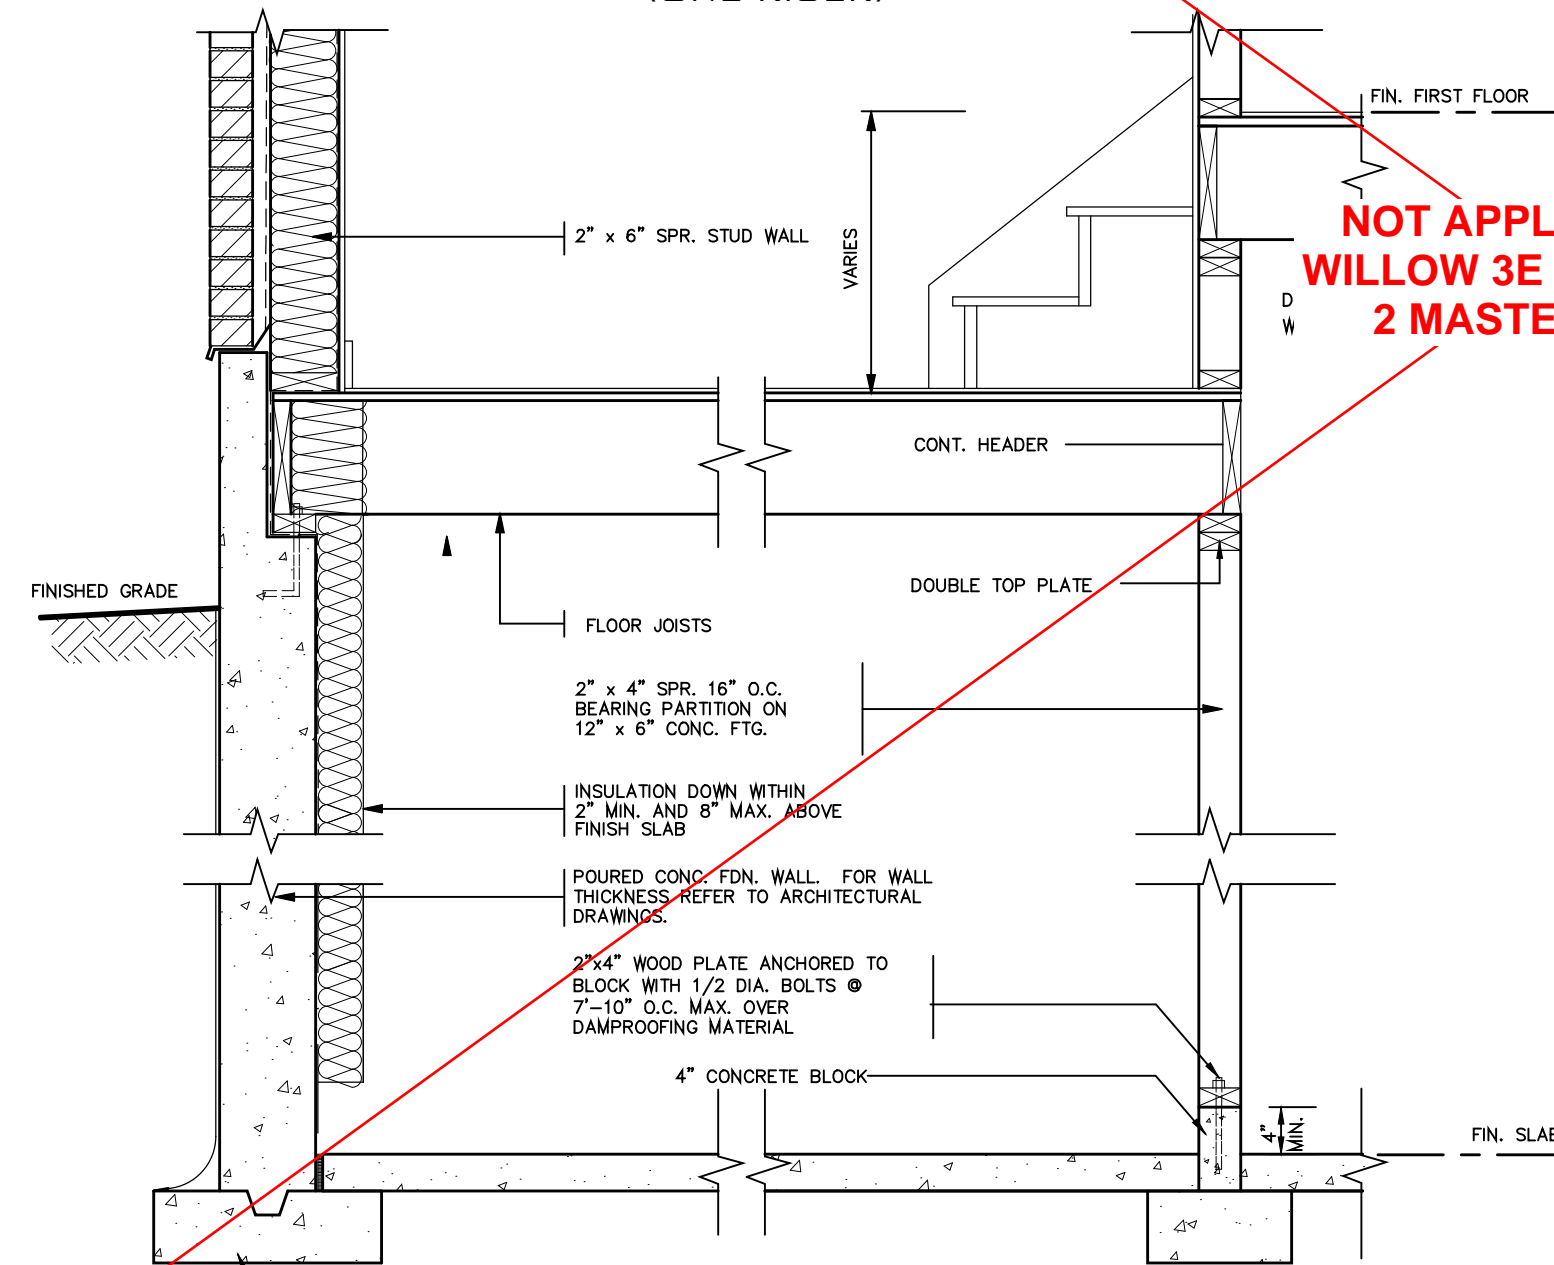 FIN. FIRST FLOOR
2" x 6" SPR. STUD WALL
VARIES
NOT APPL
WILLOW 3E
2 MASTE
CONT. HEADER
DOUBLE TOP PLATE
FINISHED GRADE
FLOOR JOISTS
2" x 4" SPR. 16" O.C.
BEARING PARTITION ON
12" x 6" CONC. FTG.
INSULATION DOWN WITHIN
2" MIN. AND 8" MAX. ABOVE
FINISH SLAB
POURED CONC. FDN. WALL. FOR WALL
THICKNESS REFER TO ARCHITECTURAL
DRAWINGS.
2"x4" WOOD PLATE ANCHORED TO
BLOCK WITH 1/2 DIA. BOLTS @
7'-10" O.C. MAX. OVER
DAMPROOFING MATERIAL
4" CONCRETE BLOCK
4"
MIN.
FIN. SLAB